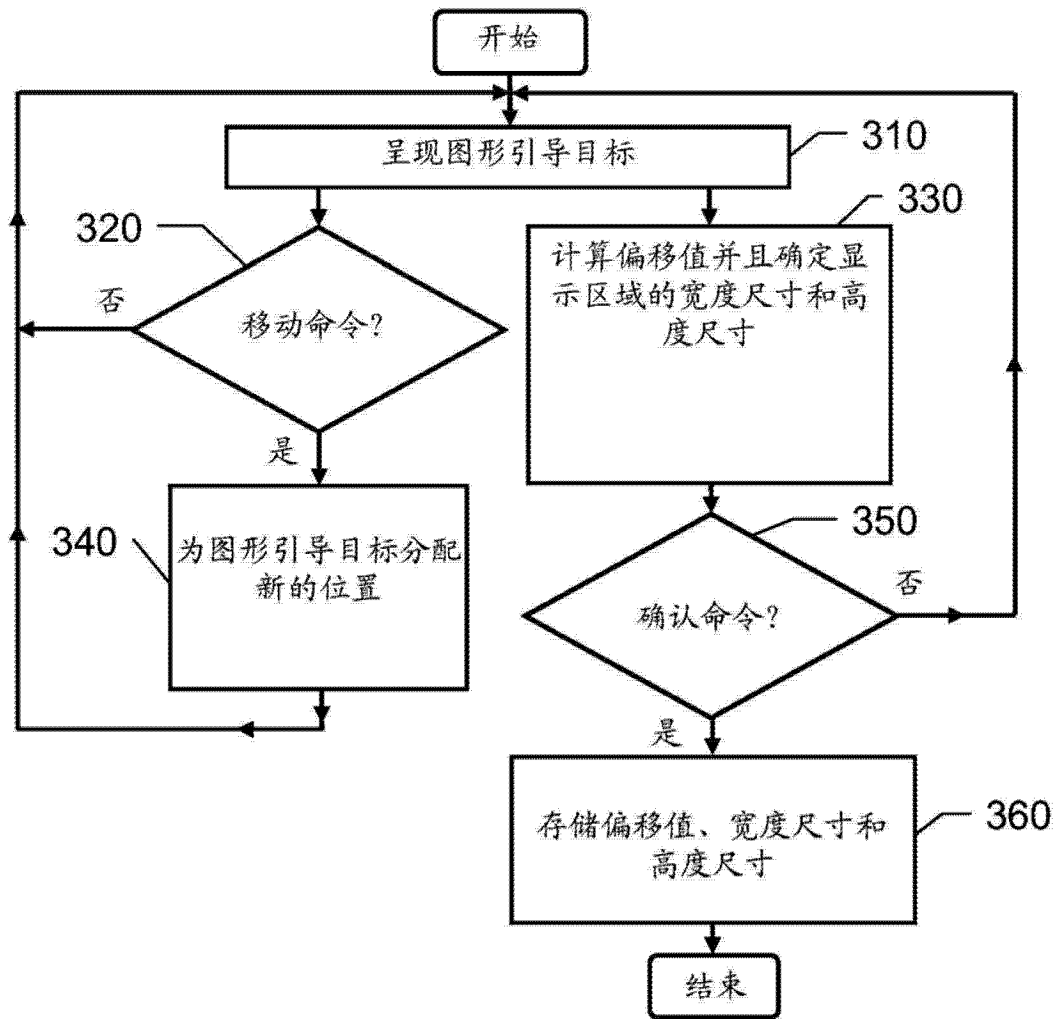 开始
呈现图形引导目标
310
320
330
否
移动命令？
计算偏移值并且确定显
示区域的宽度尺寸和高
度尺寸
是
340
为图形引导目标分配
新的位置
350
否
确认命令？
是
存储偏移值、宽度尺寸和
高度尺寸
360
结束